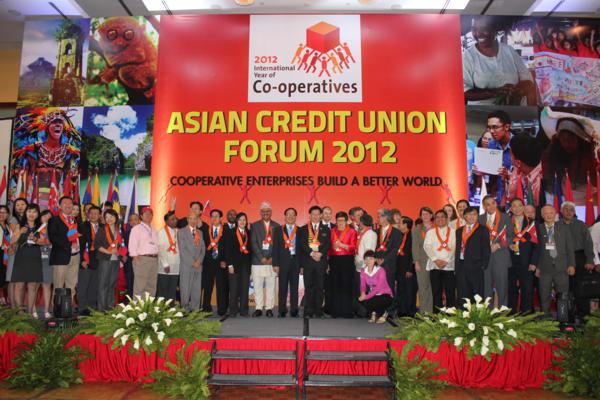 2012
International
Year of
Co-operatives
ASIAN CREDIT UNION
FORUM 2012
COOPERATIVE ENTERPRISES BUILD A BETTER WORLD